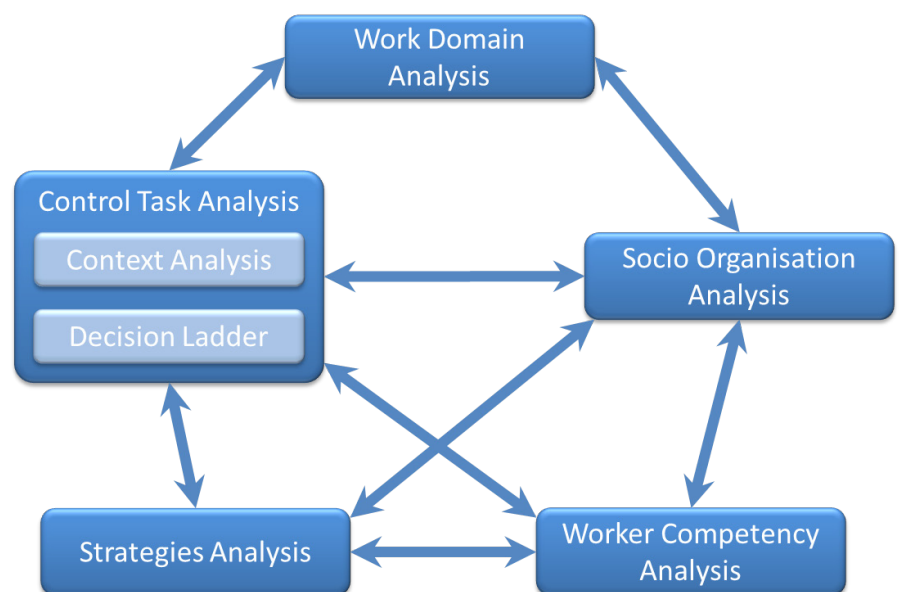 Work Domain
Analysis
Control Task Analysis
Context Analysis
Decision Ladder
Socio Organisation
Analysis
Strategies Analysis
Worker Competency
Analysis